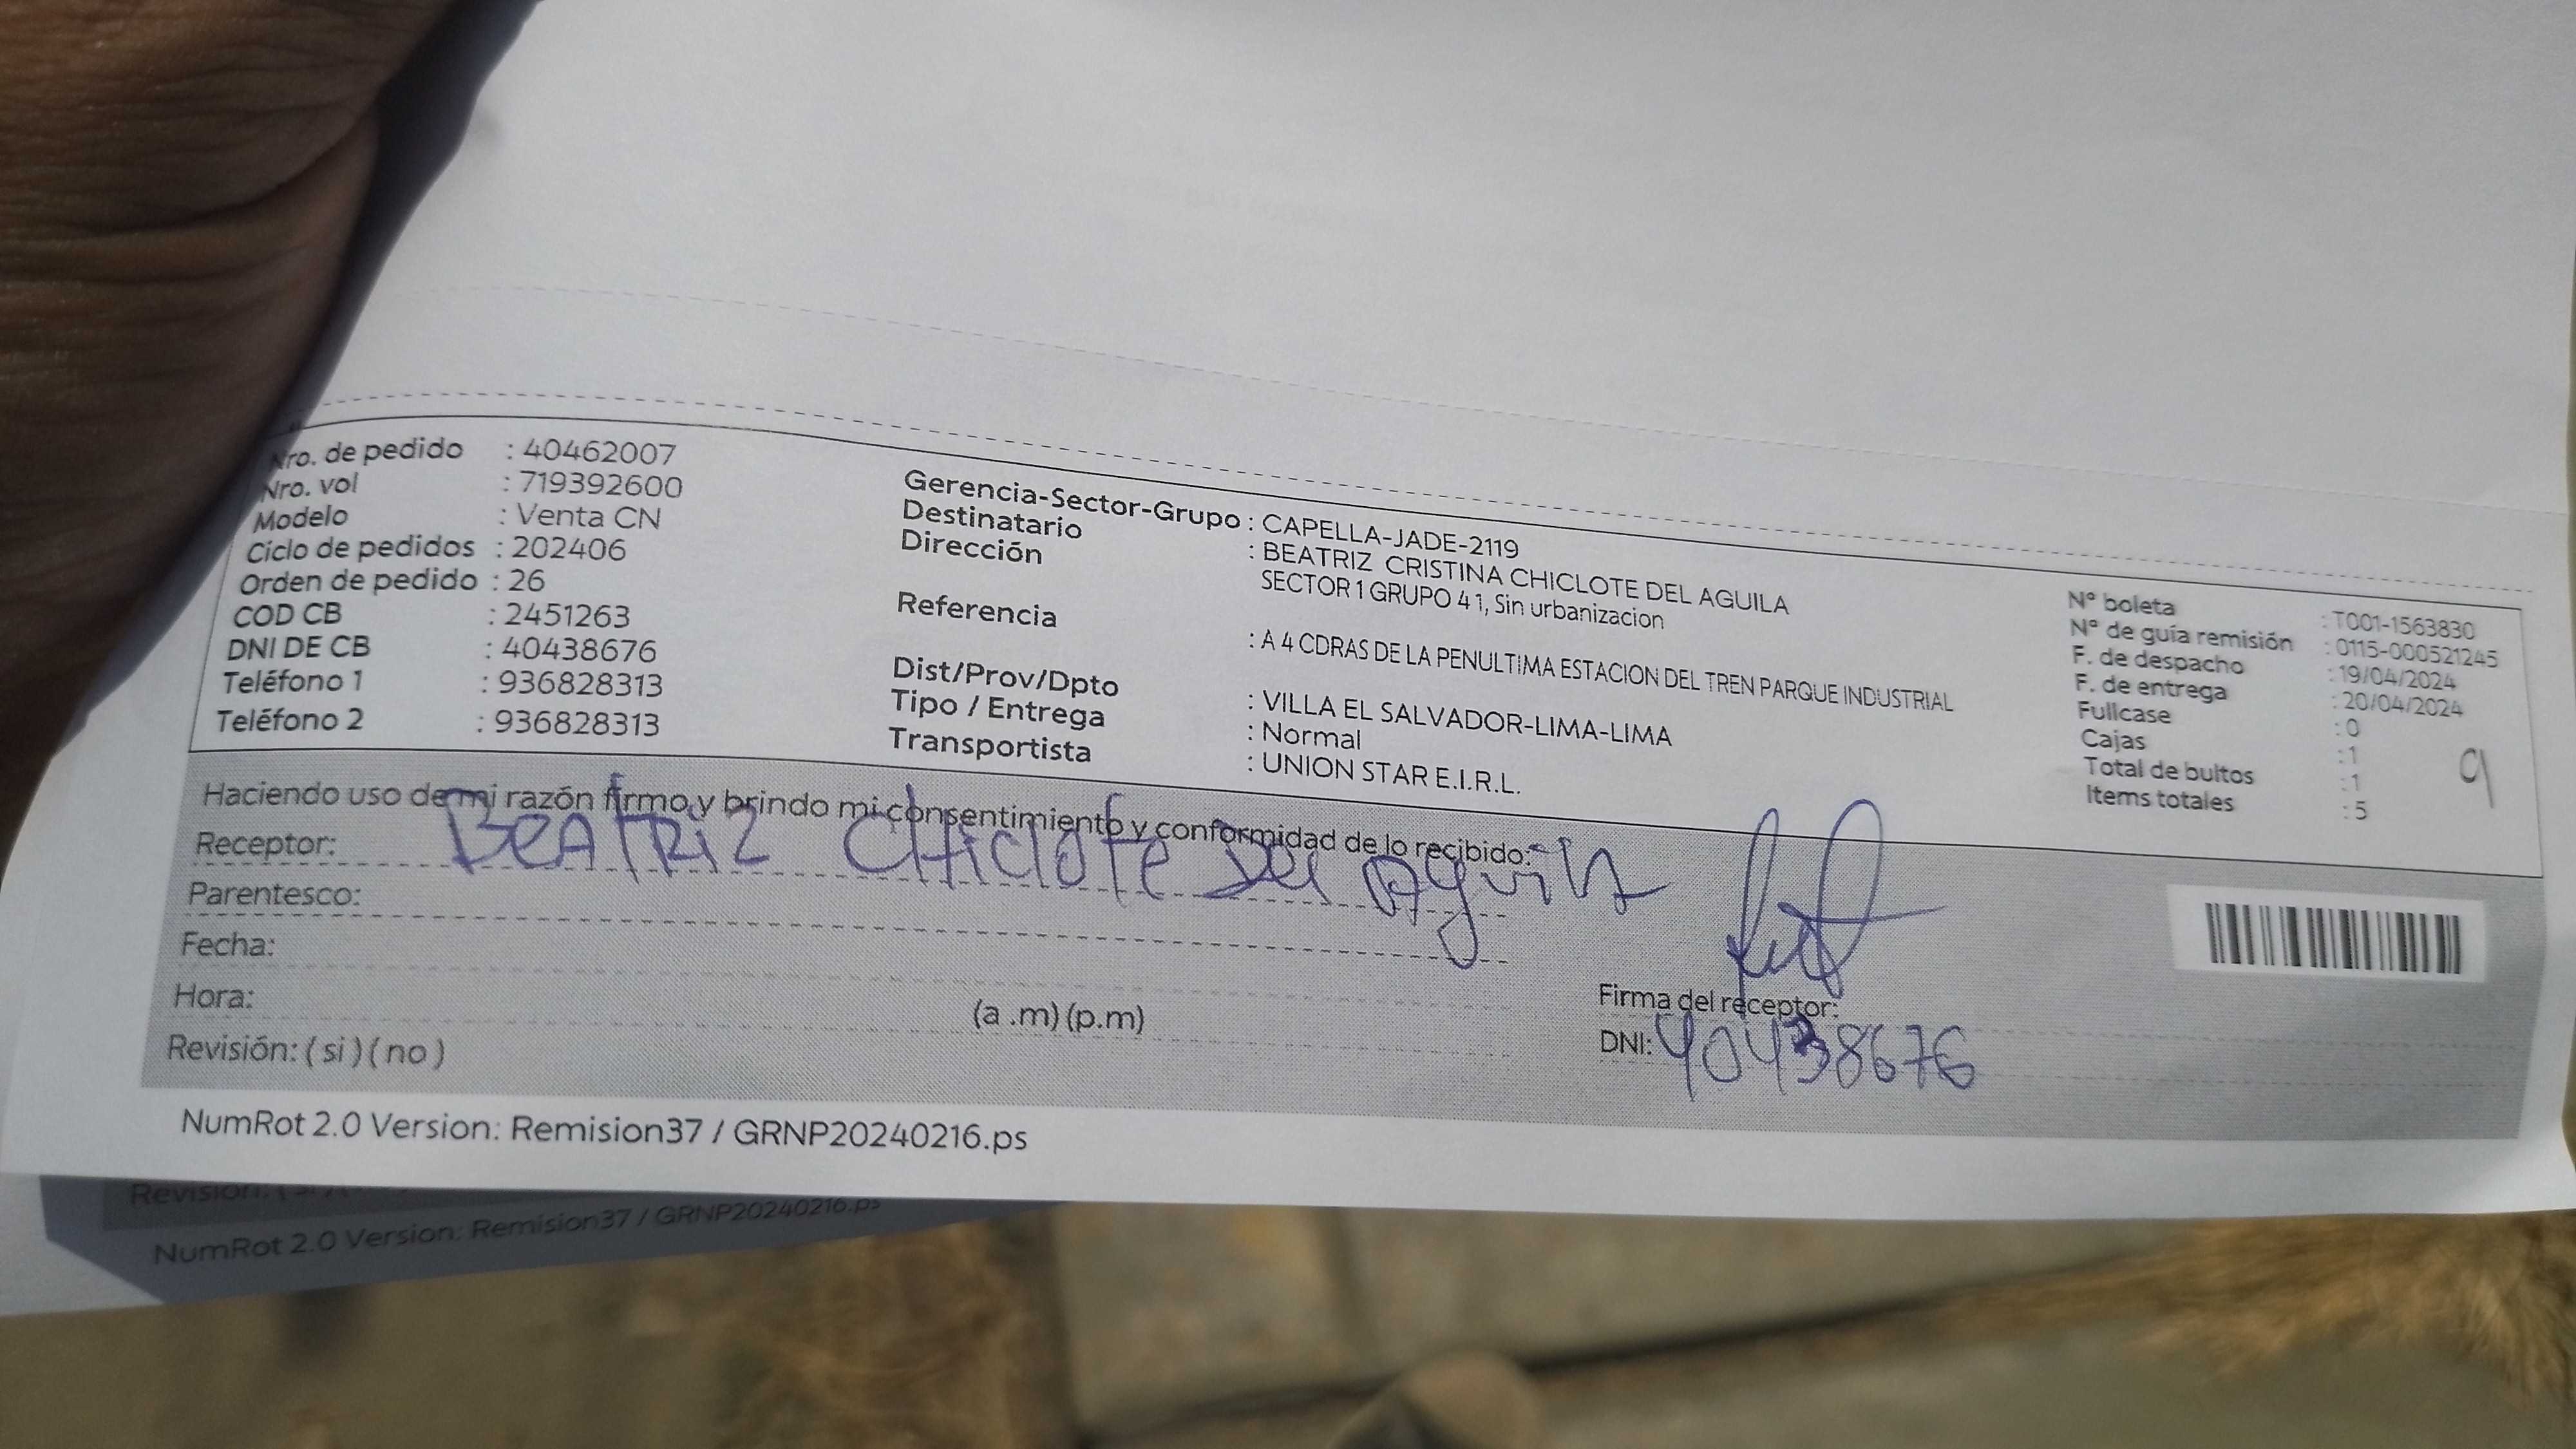 Nro. de pedido : 40462007
Nro. vol : 719392600
Modelo : Venta CN
Ciclo de pedidos : 202406
Orden de pedido : 26
COD CB : 2451263
DNI DE CB : 40438676
Teléfono 1 : 936828313
Teléfono 2 : 936828313
Gerencia-Sector-Grupo : CAPELLA-JADE-2119
Destinatario : BEATRIZ CRISTINA CHICLOTE DEL AGUILA
Dirección SECTOR 1 GRUPO 4 1, Sin urbanizacion
Referencia : A 4 CDRAS DE LA PENULTIMA ESTACION DEL TREN PARQUE INDUSTRIAL
Dist/Prov/Dpto : VILLA EL SALVADOR-LIMA-LIMA
Tipo / Entrega : Normal
Transportista : UNION STAR E.I.R.L.
Nº boleta : T001-1563830
Nº de guía remisión : 0115-000521245
F. de despacho : 19/04/2024
F. de entrega : 20/04/2024
Fullcase : 0
Cajas : 1
Total de bultos : 1
Items totales : 5
Haciendo uso de mi razón firmo y brindo mi consentimiento y conformidad de lo recibido:
Receptor: BEATRIZ CHICLOTE DEL AGUILA
Parentesco:
Fecha:
Hora: (a .m) (p.m)
Revisión: ( si ) ( no )
Firma del receptor:
DNI: 40438676
NumRot 2.0 Version: Remision37 / GRNP20240216.ps
Revisión:
NumRot 2.0 Version: Remision37 / GRNP20240216.ps